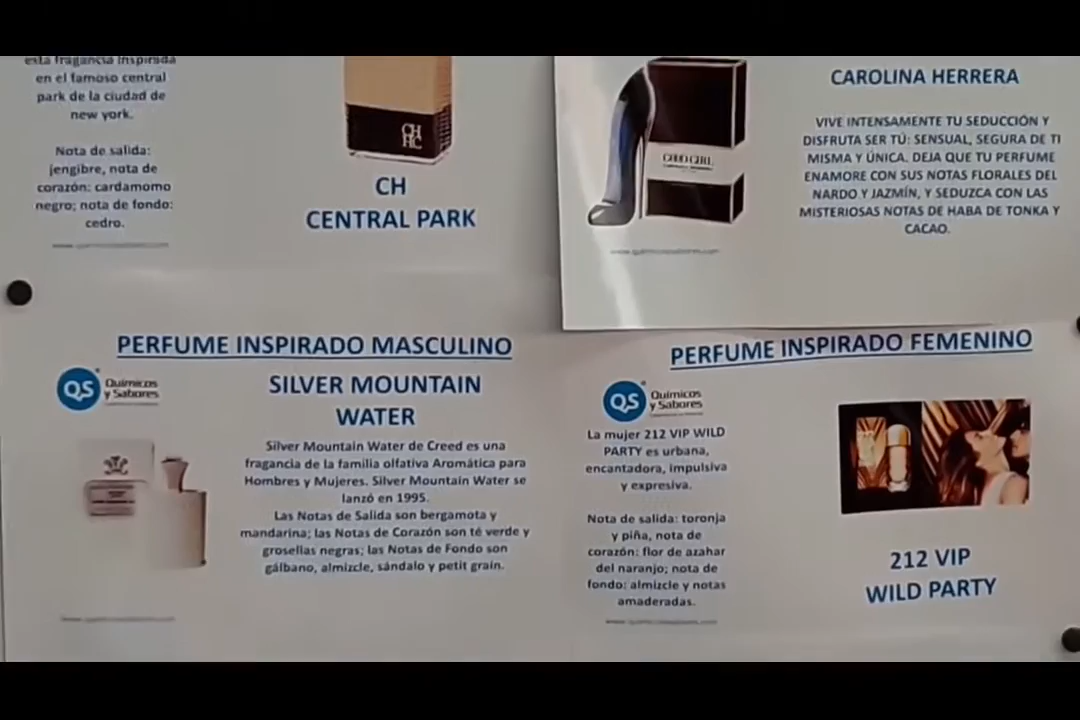 esta fragancia inspirada
en el famoso central
park de la ciudad de
new york.
Nota de salida:
jengibre, nota de
corazón: cardamomo
negro; nota de fondo:
cedro.
CH
HC
CH
CENTRAL PARK
CAROLINA HERRERA
GOOD GIRL
VIVE INTENSAMENTE TU SEDUCCIÓN Y
DISFRUTA SER TÚ: SENSUAL, SEGURA DE TI
MISMA Y ÚNICA. DEJA QUE TU PERFUME
ENAMORE CON SUS NOTAS FLORALES DEL
NARDO Y JAZMÍN, Y SEDUZCA CON LAS
MISTERIOSAS NOTAS DE HABA DE TONKA Y
CACAO.
www.quimicosysabores.com
PERFUME INSPIRADO MASCULINO
QS
Químicos
y Sabores
SILVER MOUNTAIN
WATER
Silver Mountain Water de Creed es una
fragancia de la familia olfativa Aromática para
Hombres y Mujeres. Silver Mountain Water se
lanzó en 1995.
Las Notas de Salida son bergamota y
mandarina; las Notas de Corazón son té verde y
grosellas negras; las Notas de Fondo son
gálbano, almizcle, sándalo y petit grain.
PERFUME INSPIRADO FEMENINO
QS
Químicos
y Sabores
La mujer 212 VIP WILD
PARTY es urbana,
encantadora, impulsiva
y expresiva.
Nota de salida: toronja
y piña, nota de
corazón: flor de azahar
del naranjo; nota de
fondo: almizcle y notas
amaderadas.
212 VIP
WILD PARTY